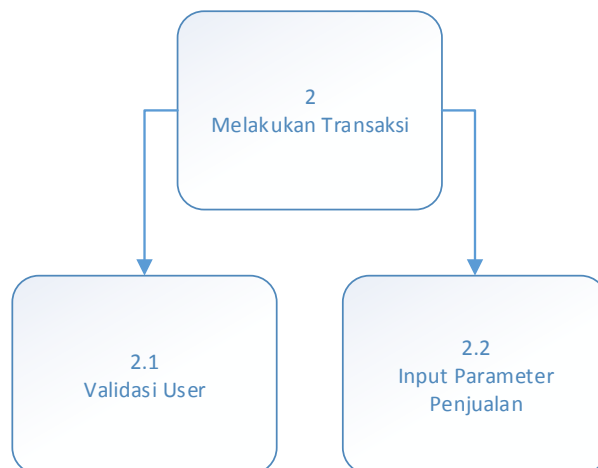 2
Melakukan Transaksi
2.1
Validasi User
2.2
Input Parameter
Penjualan